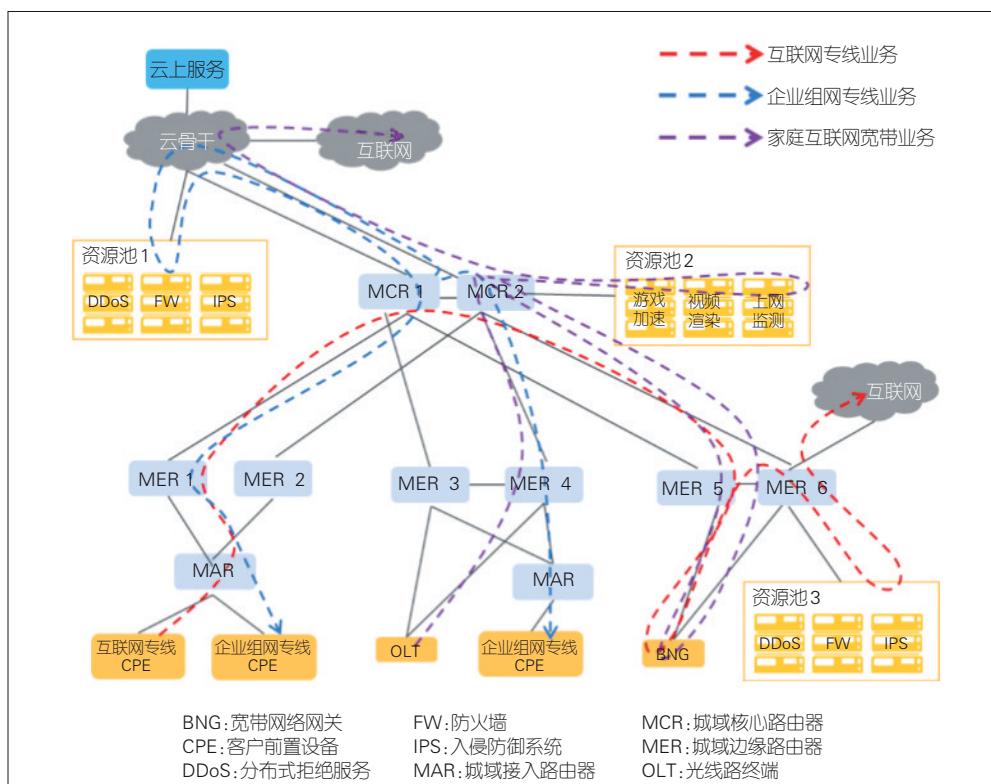 云上服务
云骨干
互联网
互联网专线业务
企业组网专线业务
家庭互联网宽带业务
资源池1
DDoS FW IPS
MCR 1
MCR 2
资源池2
游戏加速
视频渲染
上网监测
互联网
MER 1
MER 2
MER 3
MER 4
MER 5
MER 6
MAR
MAR
互联网专线
CPE
企业组网专线
CPE
OLT
企业组网专线
CPE
BNG
资源池3
DDoS FW IPS
BNG:宽带网络网关 FW:防火墙 MCR:城域核心路由器
CPE:客户前置设备 IPS:入侵防御系统 MER:城域边缘路由器
DDoS:分布式拒绝服务 MAR:城域接入路由器 OLT:光线路终端